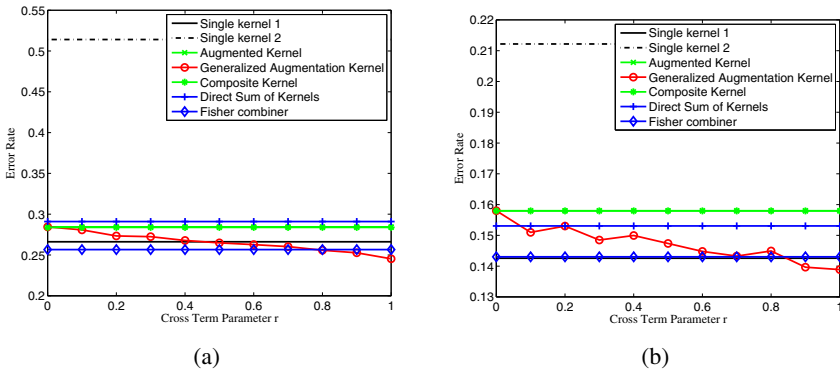 0.55
0.5
0.45
0.4
0.35
0.3
0.25
0.2
Error Rate
0
0.2
0.4
0.6
0.8
1
Cross Term Parameter r
Single kernel 1
Single kernel 2
Augmented Kernel
Generalized Augmentation Kernel
Composite Kernel
Direct Sum of Kernels
Fisher combiner
(a)
0.22
0.21
0.2
0.19
0.18
0.17
0.16
0.15
0.14
0.13
Error Rate
0
0.2
0.4
0.6
0.8
1
Cross Term Parameter r
Single kernel 1
Single kernel 2
Augmented Kernel
Generalized Augmentation Kernel
Composite Kernel
Direct Sum of Kernels
Fisher combiner
(b)